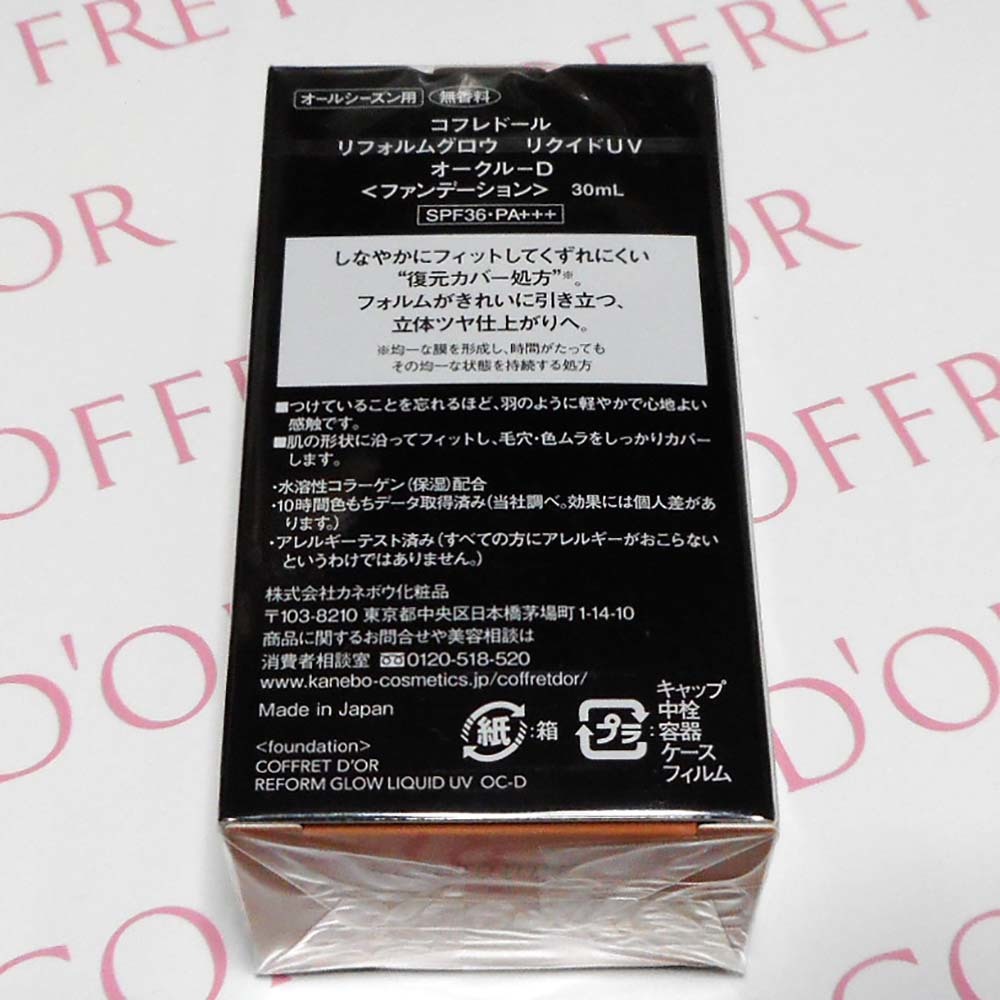 オールシーズン用 無香料
コフレドール
リフォルムグロウ リクイドUV
オークルーD
<ファンデーション> 30mL
SPF36・PA+++
しなやかにフィットしてくずれにくい
“復元カバー処方”※。
フォルムがきれいに引き立つ、
立体ツヤ仕上がりへ。
※均一な膜を形成し、時間がたっても
その均一な状態を持続する処方
■つけていることを忘れるほど、羽のように軽やかで心地よい
感触です。
■肌の形状に沿ってフィットし、毛穴・色ムラをしっかりカバー
します。
・水溶性コラーゲン(保湿)配合
・10時間色もちデータ取得済み(当社調べ。効果には個人差があ
ります。)
・アレルギーテスト済み(すべての方にアレルギーがおこらない
というわけではありません。)
株式会社カネボウ化粧品
〒103-8210 東京都中央区日本橋茅場町1-14-10
商品に関するお問合せや美容相談は
消費者相談室 0120-518-520
www.kanebo-cosmetics.jp/coffretdor/
Made in Japan
<foundation>
COFFRET D'OR
REFORM GLOW LIQUID UV OC-D
紙:箱
プラ:
キャップ
中栓
容器
ケース
フィルム
COFFRET D'OR